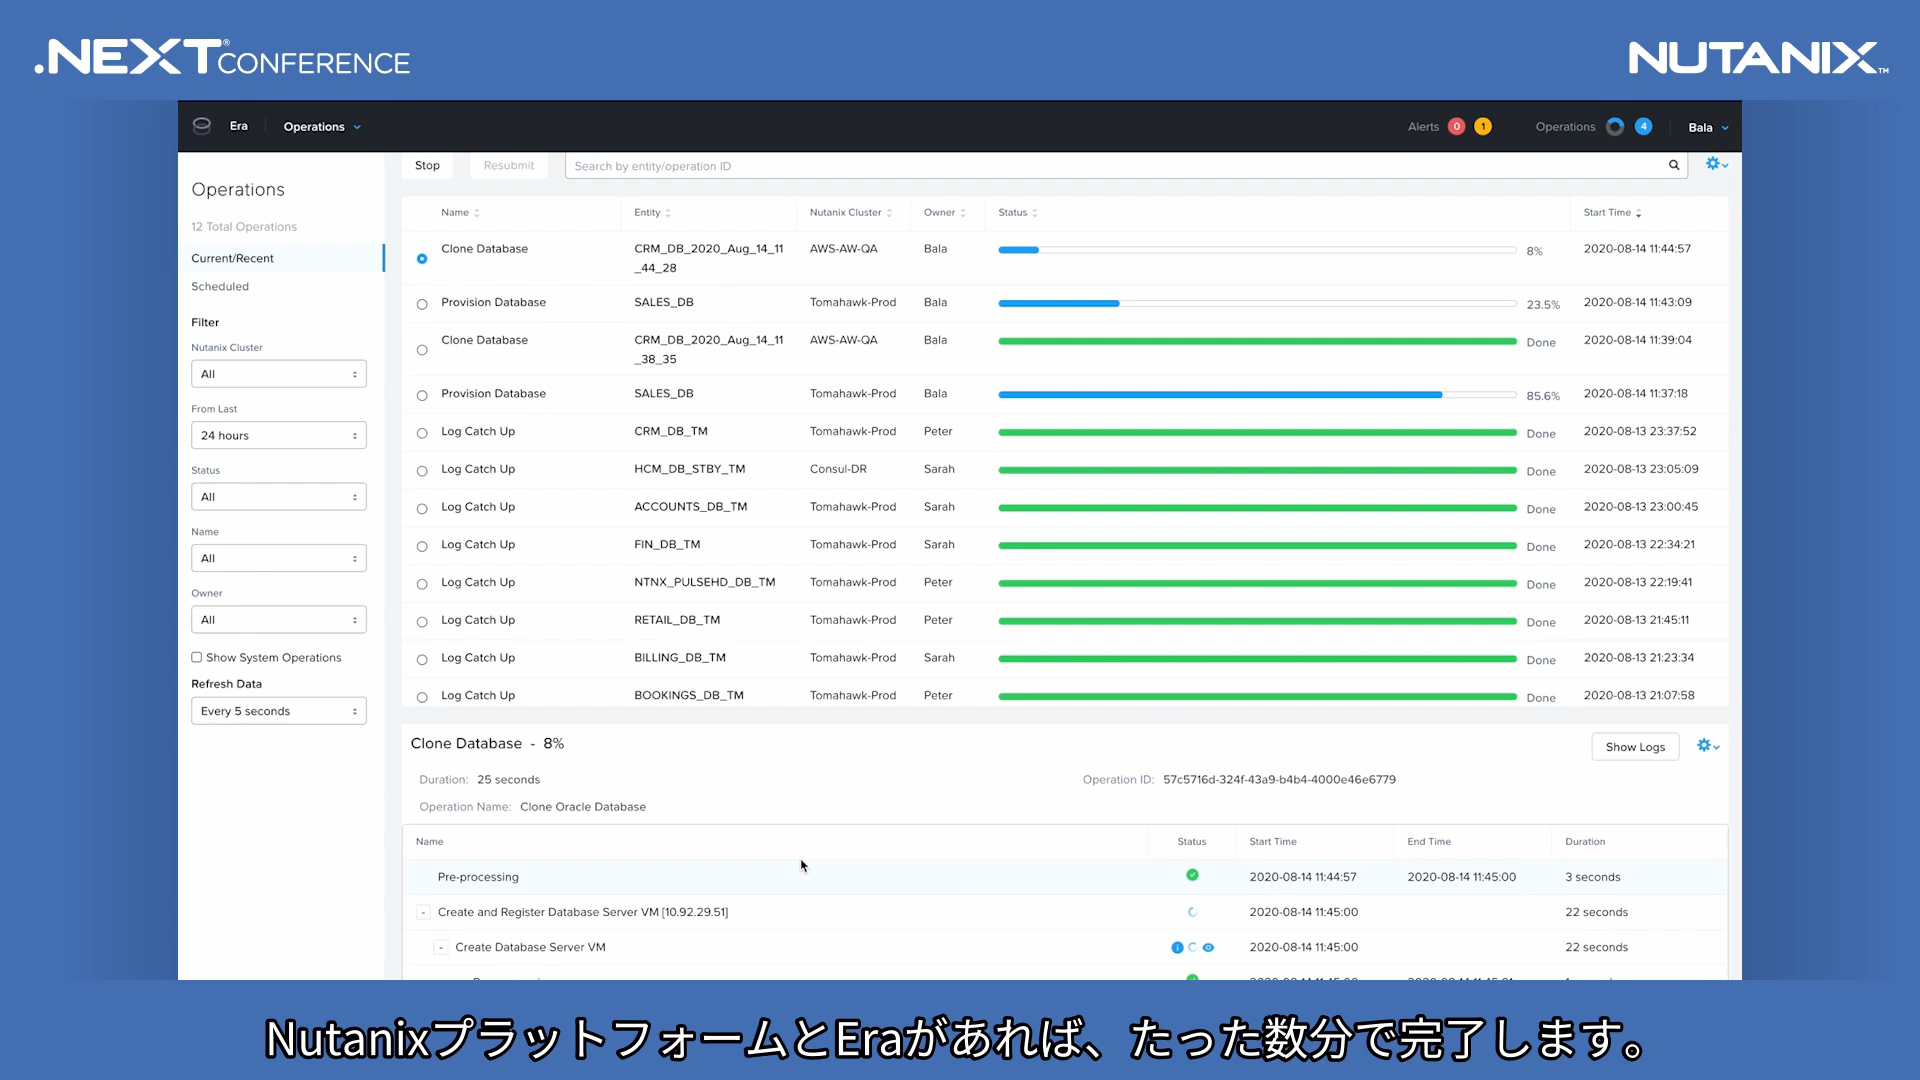 .NEXT® CONFERENCE
NUTANIX™
Era Operations Alerts 0 1 Operations 4 Bala
Operations
12 Total Operations
Current/Recent
Scheduled
Filter
Nutanix Cluster
All
From Last
24 hours
Status
All
Name
All
Owner
All
Show System Operations
Refresh Data
Every 5 seconds
Stop Resubmit Search by entity/operation ID
Name Entity Nutanix Cluster Owner Status Start Time
Clone Database CRM_DB_2020_Aug_14_11 AWS-AW-QA Bala 8% 2020-08-14 11:44:57
_44_28
Provision Database SALES_DB Tomahawk-Prod Bala 23.5% 2020-08-14 11:43:09
Clone Database CRM_DB_2020_Aug_14_11 AWS-AW-QA Bala Done 2020-08-14 11:39:04
_38_35
Provision Database SALES_DB Tomahawk-Prod Bala 85.6% 2020-08-14 11:37:18
Log Catch Up CRM_DB_TM Tomahawk-Prod Peter Done 2020-08-13 23:37:52
Log Catch Up HCM_DB_STBY_TM Consul-DR Sarah Done 2020-08-13 23:05:09
Log Catch Up ACCOUNTS_DB_TM Tomahawk-Prod Sarah Done 2020-08-13 23:00:45
Log Catch Up FIN_DB_TM Tomahawk-Prod Sarah Done 2020-08-13 22:34:21
Log Catch Up NTNX_PULSEHD_DB_TM Tomahawk-Prod Peter Done 2020-08-13 22:19:41
Log Catch Up RETAIL_DB_TM Tomahawk-Prod Peter Done 2020-08-13 21:45:11
Log Catch Up BILLING_DB_TM Tomahawk-Prod Sarah Done 2020-08-13 21:23:34
Log Catch Up BOOKINGS_DB_TM Tomahawk-Prod Peter Done 2020-08-13 21:07:58
Clone Database - 8% Show Logs
Duration: 25 seconds Operation ID: 57c5716d-324f-43a9-b4b4-4000e46e6779
Operation Name: Clone Oracle Database
Name Status Start Time End Time Duration
Pre-processing 2020-08-14 11:44:57 2020-08-14 11:45:00 3 seconds
- Create and Register Database Server VM [10.92.29.51] 2020-08-14 11:45:00 22 seconds
- Create Database Server VM 2020-08-14 11:45:00 22 seconds
NutanixプラットフォームとEraがあれば、たった数分で完了します。